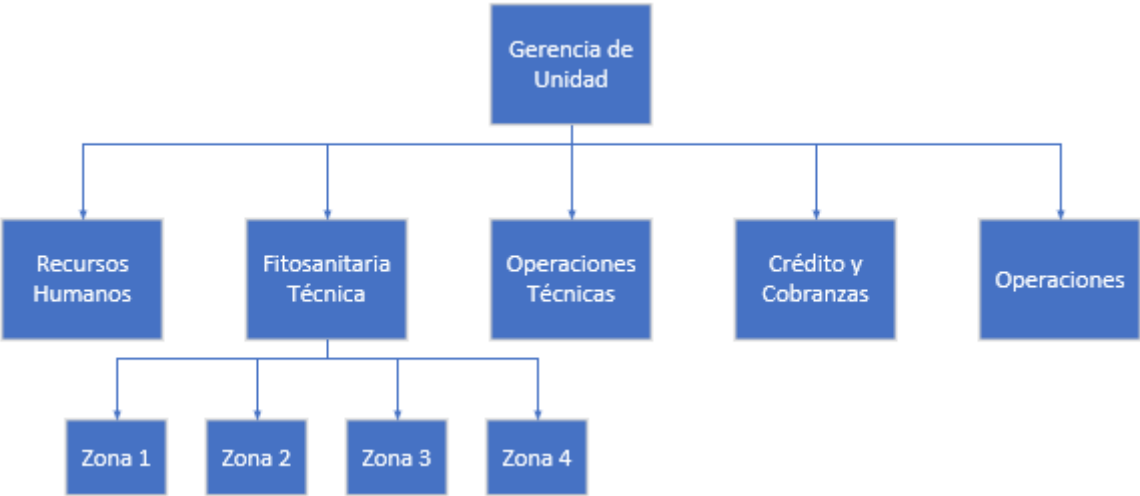 Gerencia de
Unidad
Recursos
Humanos
Fitosanitaria
Técnica
Operaciones
Técnicas
Crédito y
Cobranzas
Operaciones
Zona 1
Zona 2
Zona 3
Zona 4